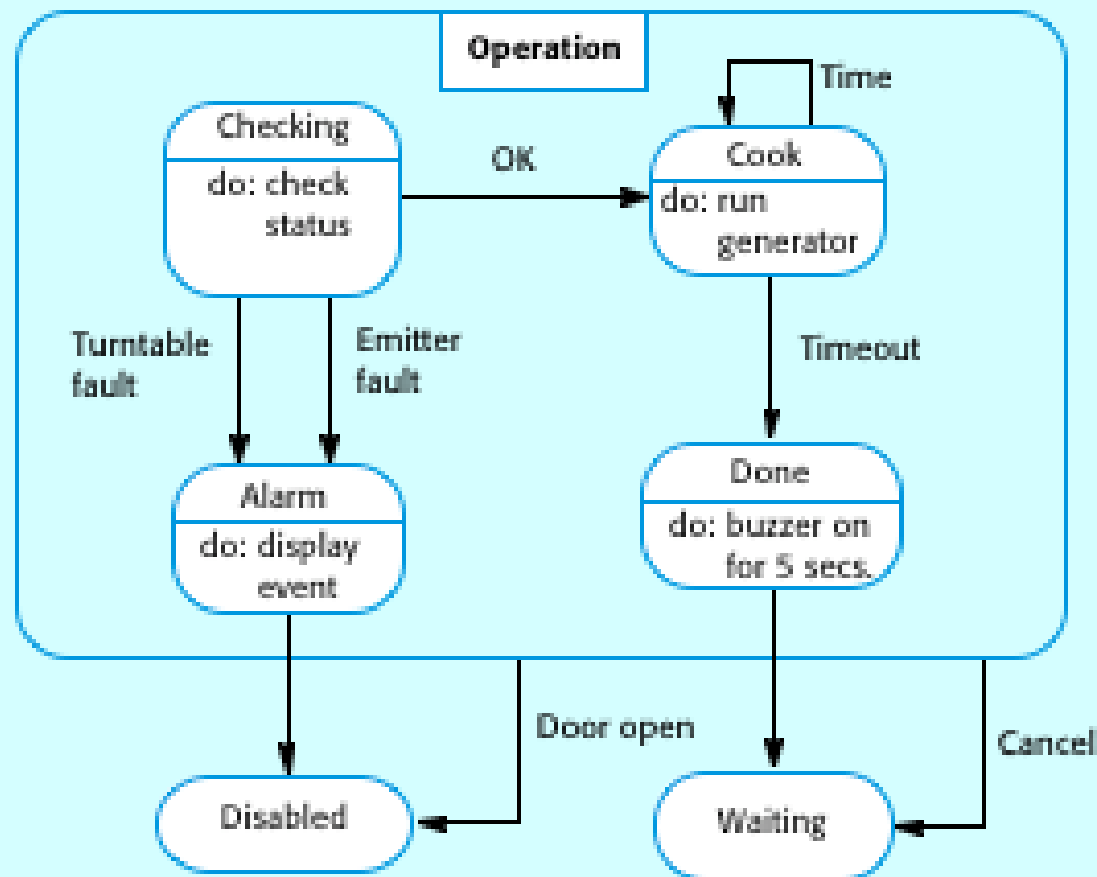 Operation
Time
Checking
do: check
status
OK
Cook
do: run
generator
Turntable
fault
Emitter
fault
Timeout
Alarm
do: display
event
Done
do: buzzer on
for 5 secs.
Door open
Cancel
Disabled
Waiting